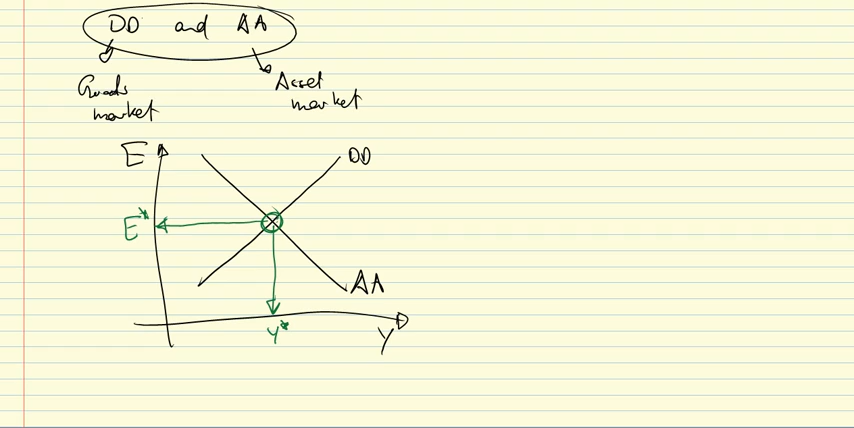 DD and AA
Goods
market
Asset
market
E
DD
E*
AA
Y*
Y